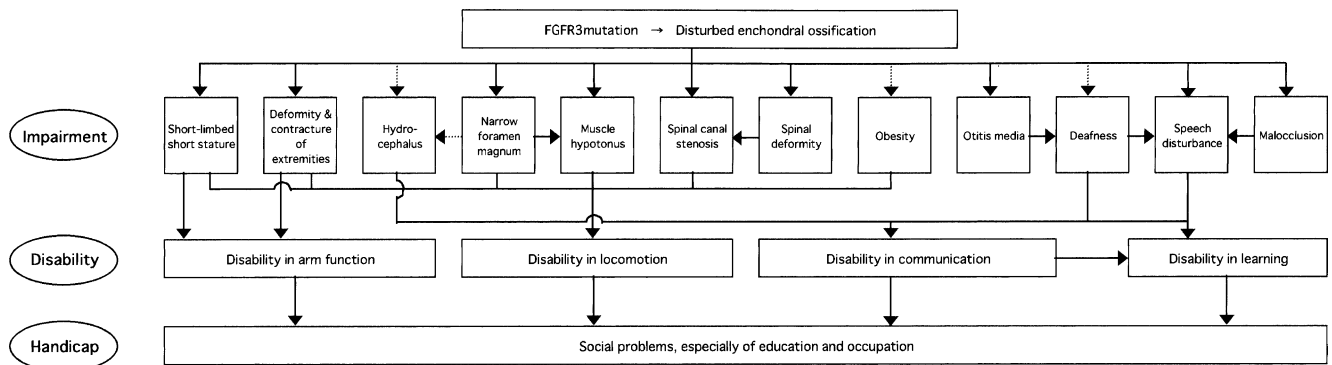 FGFR3mutation → Disturbed enchondral ossification
Impairment
Short-limbed
short stature
Deformity &
contracture
of
extremities
Hydro-
cephalus
Narrow
foramen
magnum
Muscle
hypotonus
Spinal canal
stenosis
Spinal
deformity
Obesity
Otitis media
Deafness
Speech
disturbance
Malocclusion
Disability
Disability in arm function
Disability in locomotion
Disability in communication
Disability in learning
Handicap
Social problems, especially of education and occupation